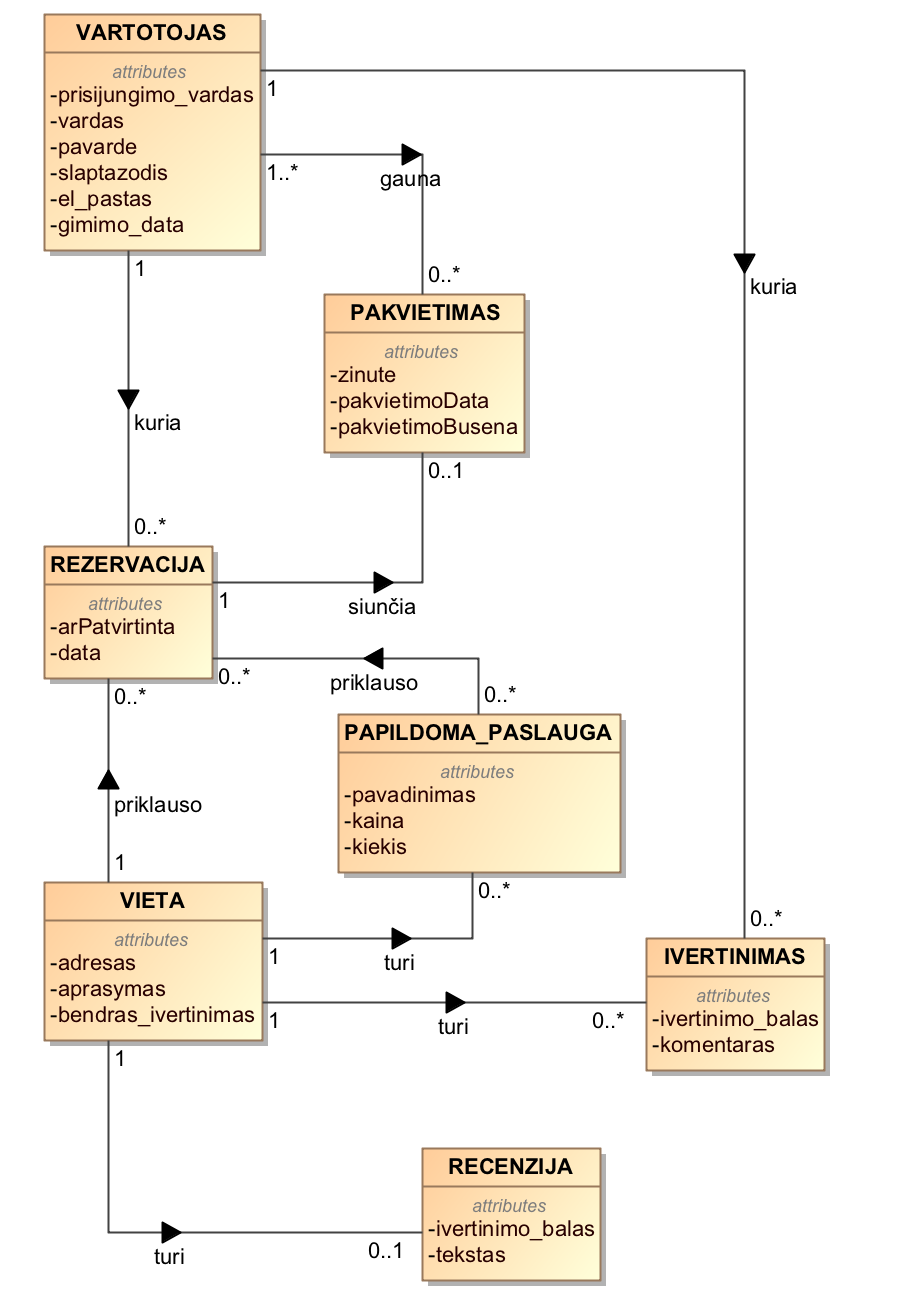 VARTOTOJAS
attributes
-prisijungimo_vardas
-vardas
-pavarde
-slaptazodis
-el_pastas
-gimimo_data
1
1..*
gauna
0..*
1
kuria
kuria
0..*
PAKVIETIMAS
attributes
-zinute
-pakvietimoData
-pakvietimoBusena
0..1
REZERVACIJA
attributes
-arPatvirtinta
-data
1
siunčia
0..*
priklauso
0..*
0..*
priklauso
1
PAPILDOMA_PASLAUGA
attributes
-pavadinimas
-kaina
-kiekis
0..*
VIETA
attributes
-adresas
-aprasymas
-bendras_ivertinimas
1
turi
1
turi
0..*
0..*
IVERTINIMAS
attributes
-ivertinimo_balas
-komentaras
1
turi
0..1
RECENZIJA
attributes
-ivertinimo_balas
-tekstas